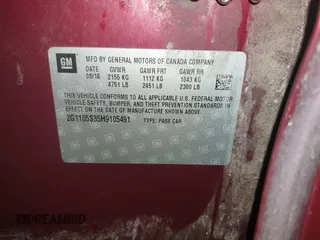 GM
MFD BY GENERAL MOTORS OF CANADA COMPANY
DATE GVWR GAWR FRT GAWR RR
08/16 2155 KG 1112 KG 1043 KG
4751 LB 2451 LB 2300 LB
THIS VEHICLE CONFORMS TO ALL APPLICABLE U.S. FEDERAL MOTOR VEHICLE
SAFETY, BUMPER, AND THEFT PREVENTION STANDARDS IN
EFFECT ON THE DATE OF MANUFACTURE SHOWN ABOVE.
2G1105S35H9105491 TYPE: PASS CAR
DREAMBID